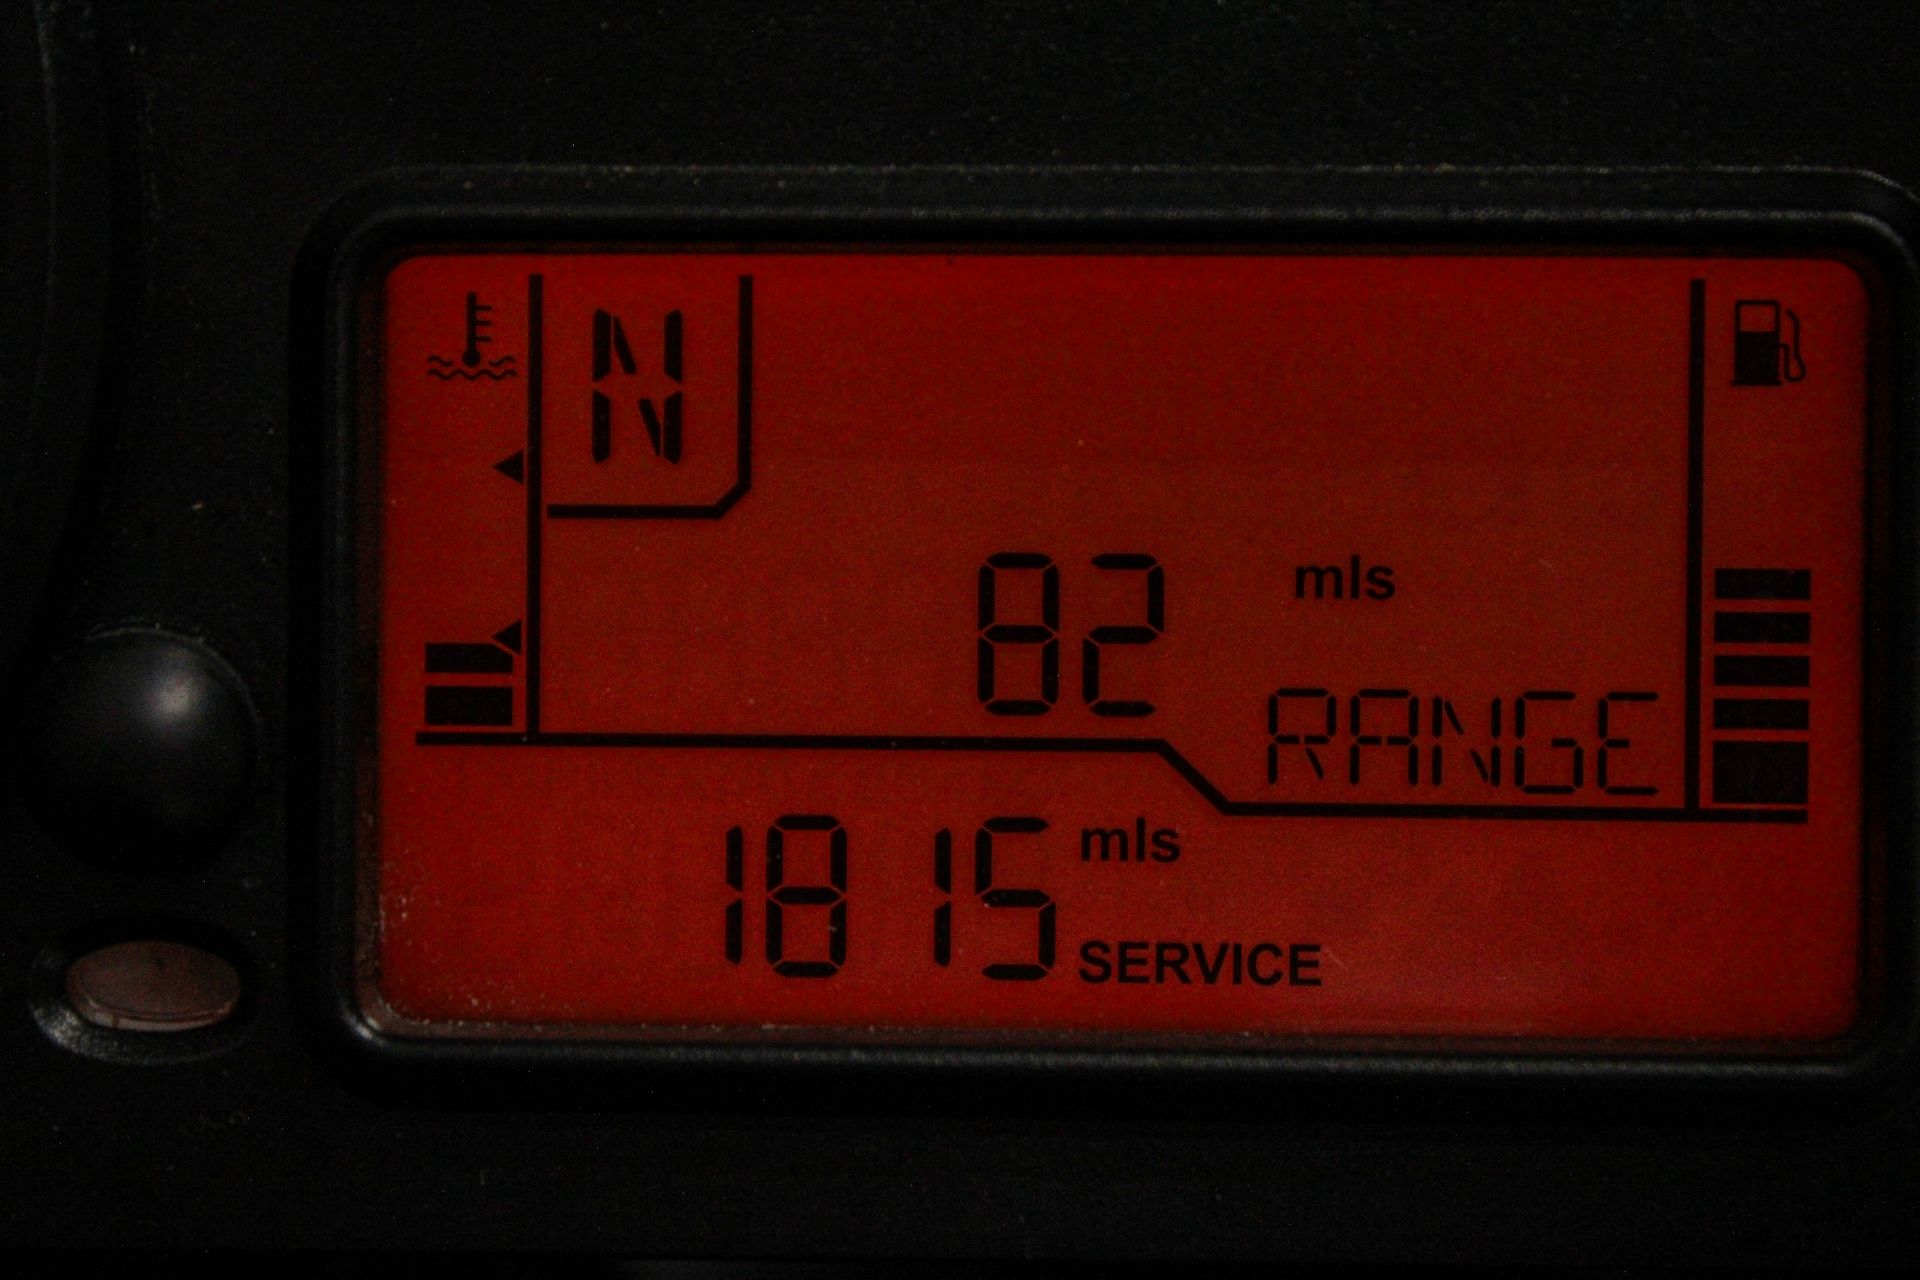 N
82 mls
RANGE
1815 mls
SERVICE